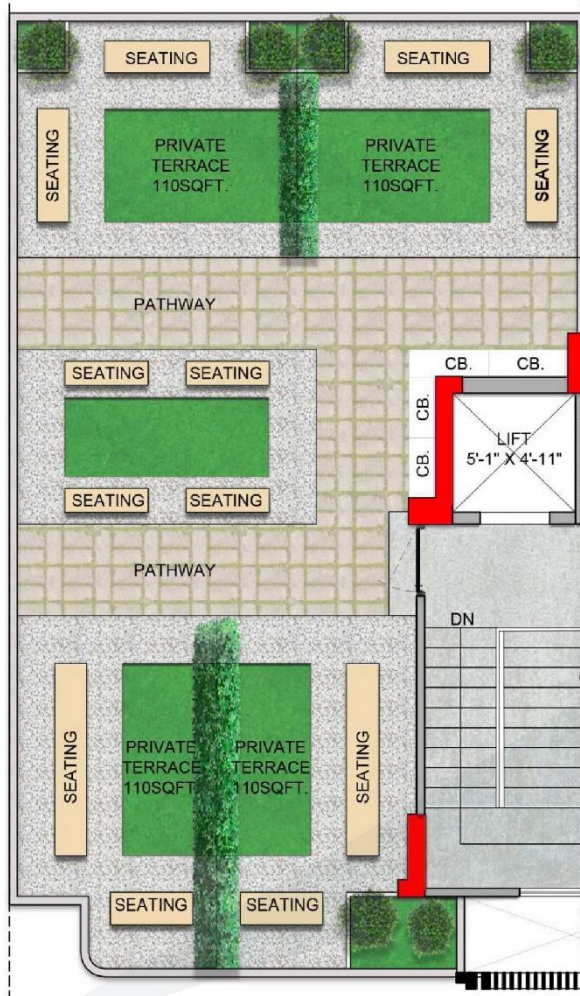 SEATING
SEATING
SEATING
SEATING
PRIVATE
TERRACE
110SQFT.
PRIVATE
TERRACE
110SQFT.
PATHWAY
CB.
CB.
CB.
CB.
LIFT
5'-1" X 4'-11"
SEATING
SEATING
SEATING
SEATING
PATHWAY
DN
SEATING
PRIVATE
TERRACE
110SQFT.
PRIVATE
TERRACE
110SQFT.
SEATING
SEATING
SEATING